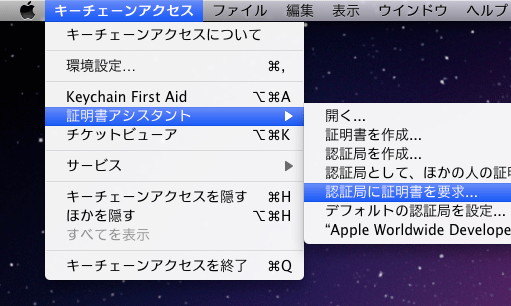 キーチェーンアクセス ファイル 編集 表示 ウインドウ ヘルプ
キーチェーンアクセスについて
環境設定... ⌘,
Keychain First Aid ⌥⌘A
証明書アシスタント ▶
チケットビューア ⌥⌘K
サービス ▶
キーチェーンアクセスを隠す ⌘H
ほかを隠す ⌥⌘H
すべてを表示
キーチェーンアクセスを終了 ⌘Q
開く...
証明書を作成...
認証局を作成...
認証局として、ほかの人の証明
認証局に証明書を要求...
デフォルトの認証局を設定...
“Apple Worldwide Develope